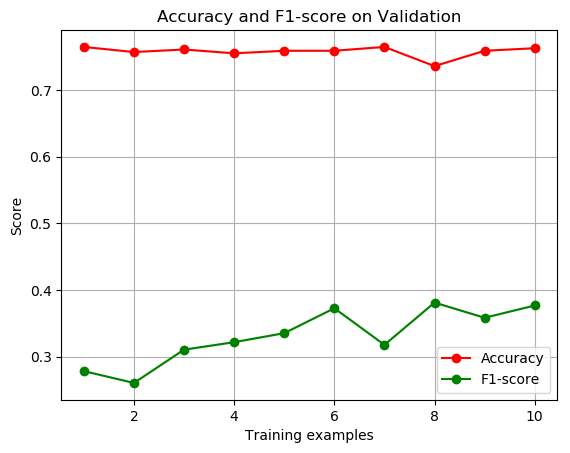 Accuracy and F1-score on Validation
Score
0.7
0.6
0.5
0.4
0.3
Accuracy
F1-score
2 4 6 8 10
Training examples